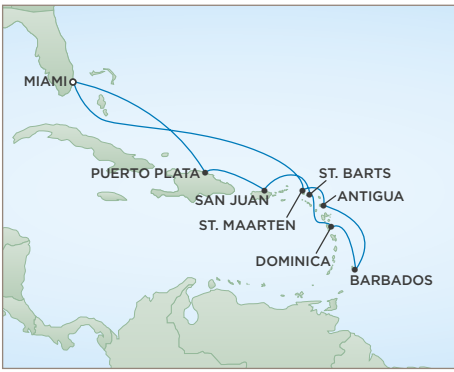 MIAMI
PUERTO PLATA
ST. BARTS
SAN JUAN
ANTIGUA
ST. MAARTEN
DOMINICA
BARBADOS